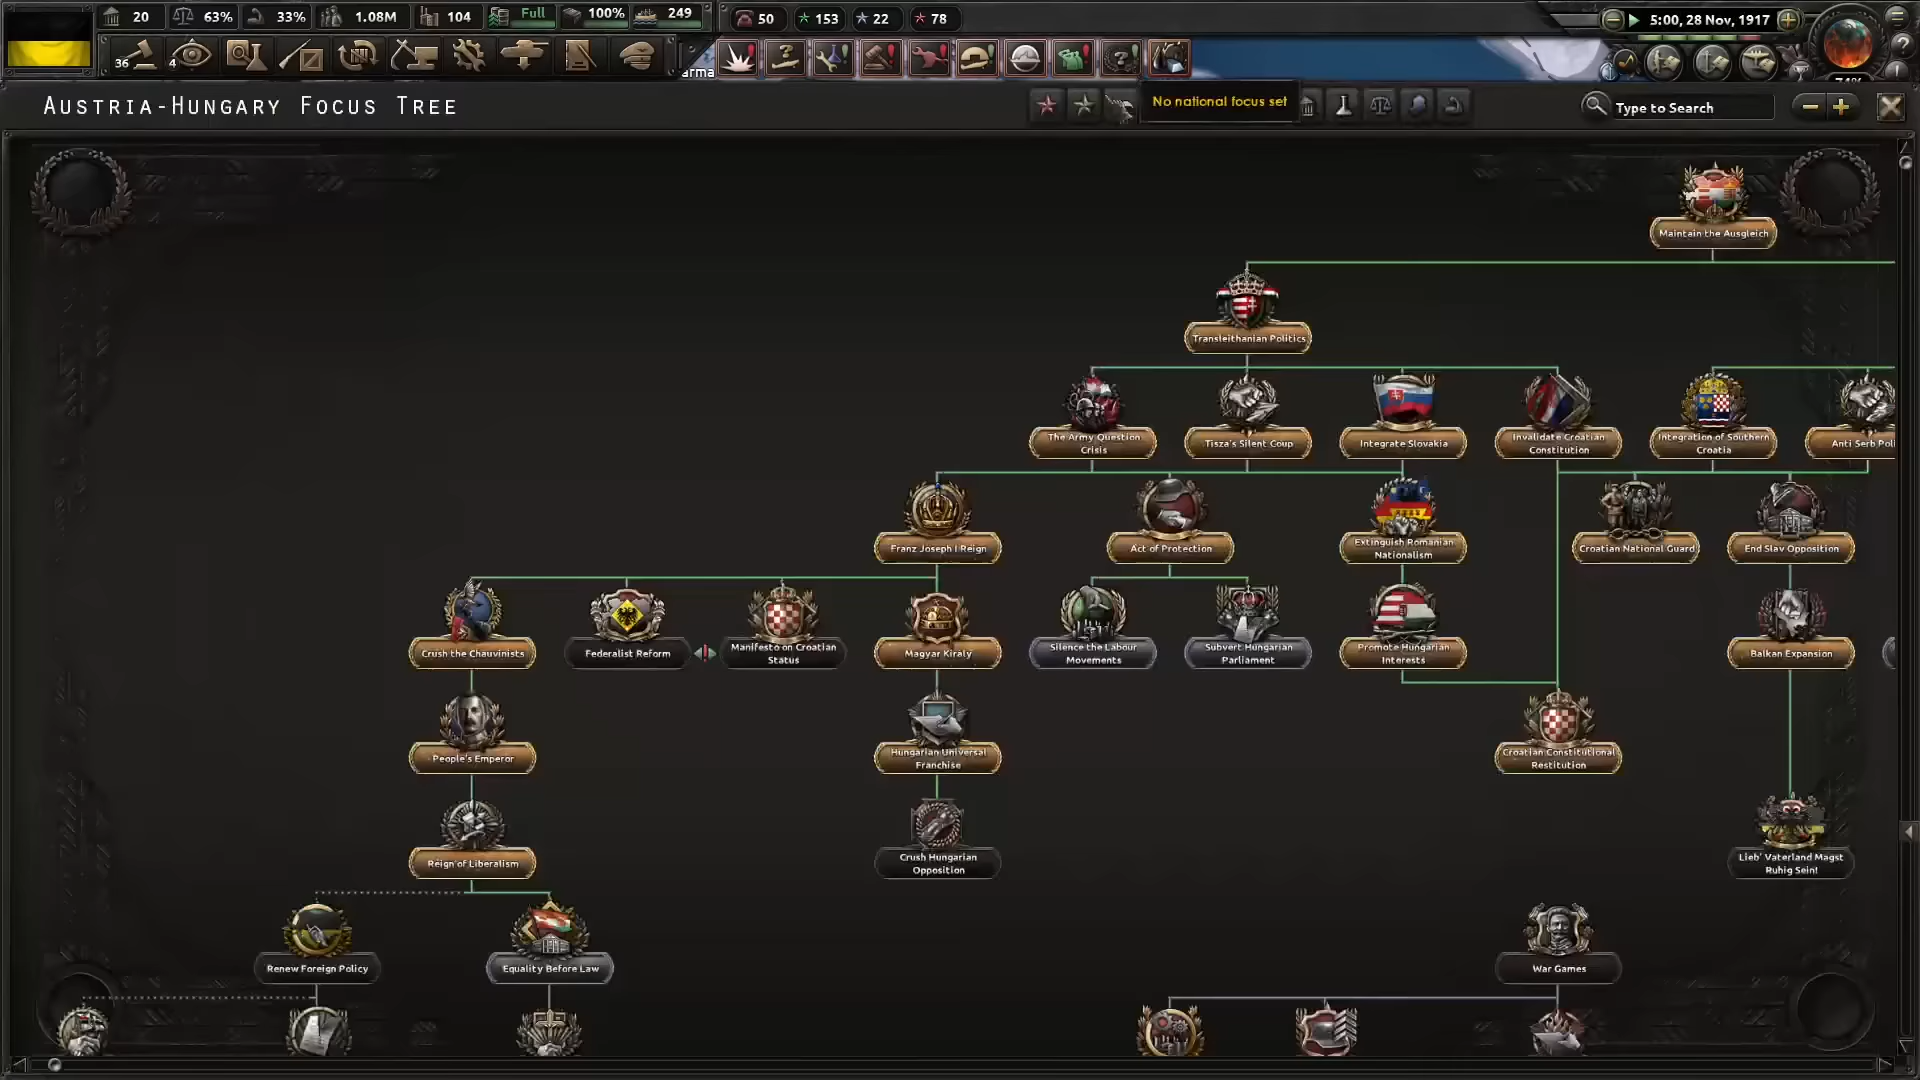 20 63% 33% 1.08M 104 Full 100% 249 50 153 22 78 5:00, 28 Nov, 1917
36 4
arma
74%
AUSTRIA-HUNGARY FOCUS TREE
No national focus set
Type to Search
Maintain the Ausgleich
Transleithanian Politics
The Army Question
Crisis
Tisza's Silent Coup
Integrate Slovakia
Invalidate Croatian
Constitution
Integration of Southern
Croatia
Anti Serb Poli
Franz Joseph I Reign
Act of Protection
Extinguish Romanian
Nationalism
Croatian National Guard
End Slav Opposition
Crush the Chauvinists
Federalist Reform
Manifesto on Croatian
Status
Magyar Kiraly
Silence the Labour
Movements
Subvert Hungarian
Parliament
Promote Hungarian
Interests
Balkan Expansion
People's Emperor
Hungarian Universal
Franchise
Croatian Constitutional
Restitution
Reign of Liberalism
Crush Hungarian
Opposition
Lieb' Vaterland Magst
Ruhig Sein!
Renew Foreign Policy
Equality Before Law
War Games